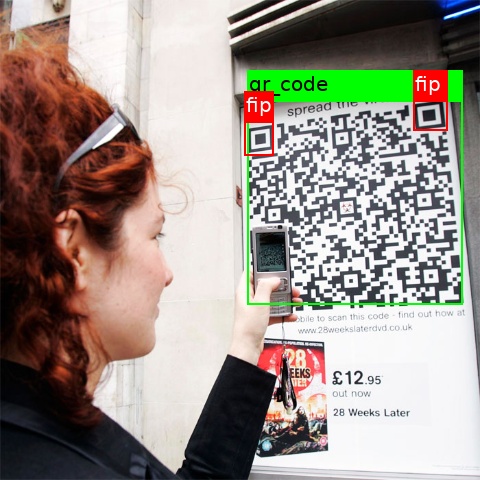 qr_code
fip
fip
spread the
mobile to scan this code - find out how at
www.28weekslaterdvd.co.uk
28
WEEKS
LATER
£12.95
out now
28 Weeks Later